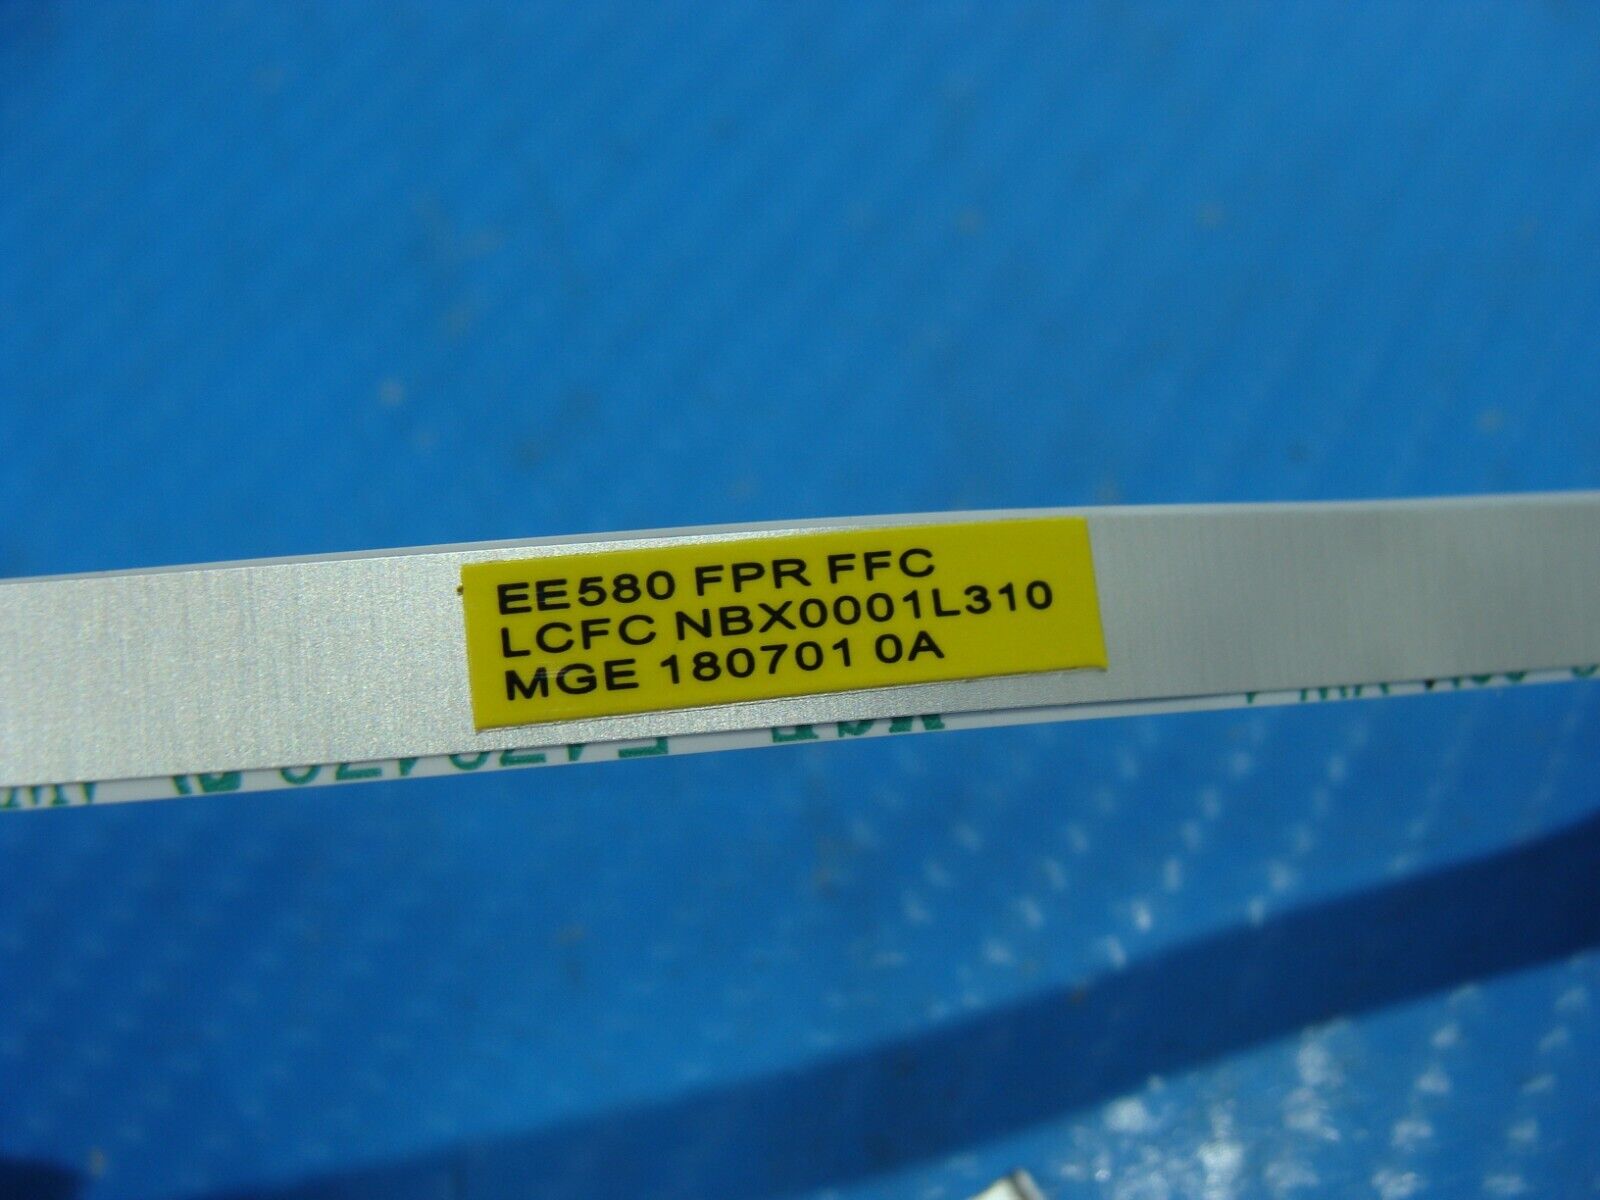 EE580 FPR FFC
LCFC NBX0001L310
MGE 180701 0A